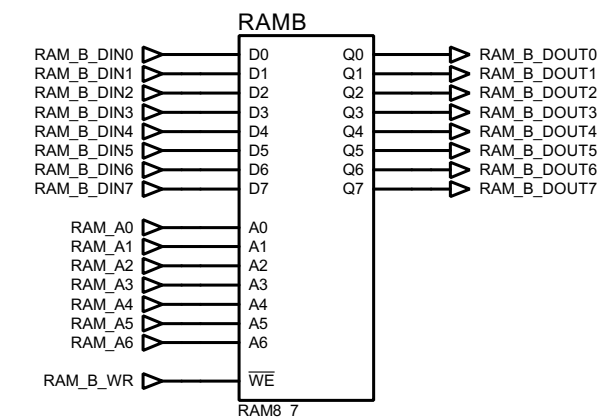 RAMB
RAM_B_DIN0 D0 Q0 RAM_B_DOUT0
RAM_B_DIN1 D1 Q1 RAM_B_DOUT1
RAM_B_DIN2 D2 Q2 RAM_B_DOUT2
RAM_B_DIN3 D3 Q3 RAM_B_DOUT3
RAM_B_DIN4 D4 Q4 RAM_B_DOUT4
RAM_B_DIN5 D5 Q5 RAM_B_DOUT5
RAM_B_DIN6 D6 Q6 RAM_B_DOUT6
RAM_B_DIN7 D7 Q7 RAM_B_DOUT7
RAM_A0 A0
RAM_A1 A1
RAM_A2 A2
RAM_A3 A3
RAM_A4 A4
RAM_A5 A5
RAM_A6 A6
RAM_B_WR WE
RAM8_7